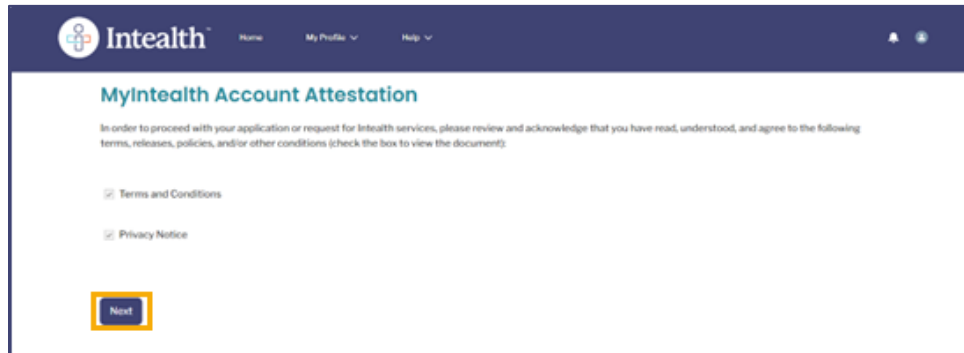 Intealth™ Home My Profile Help
MyIntealth Account Attestation
In order to proceed with your application or request for Intealth services, please review and acknowledge that you have read, understood, and agree to the following
terms, releases, policies, and/or other conditions (check the box to view the document):
Terms and Conditions
Privacy Notice
Next